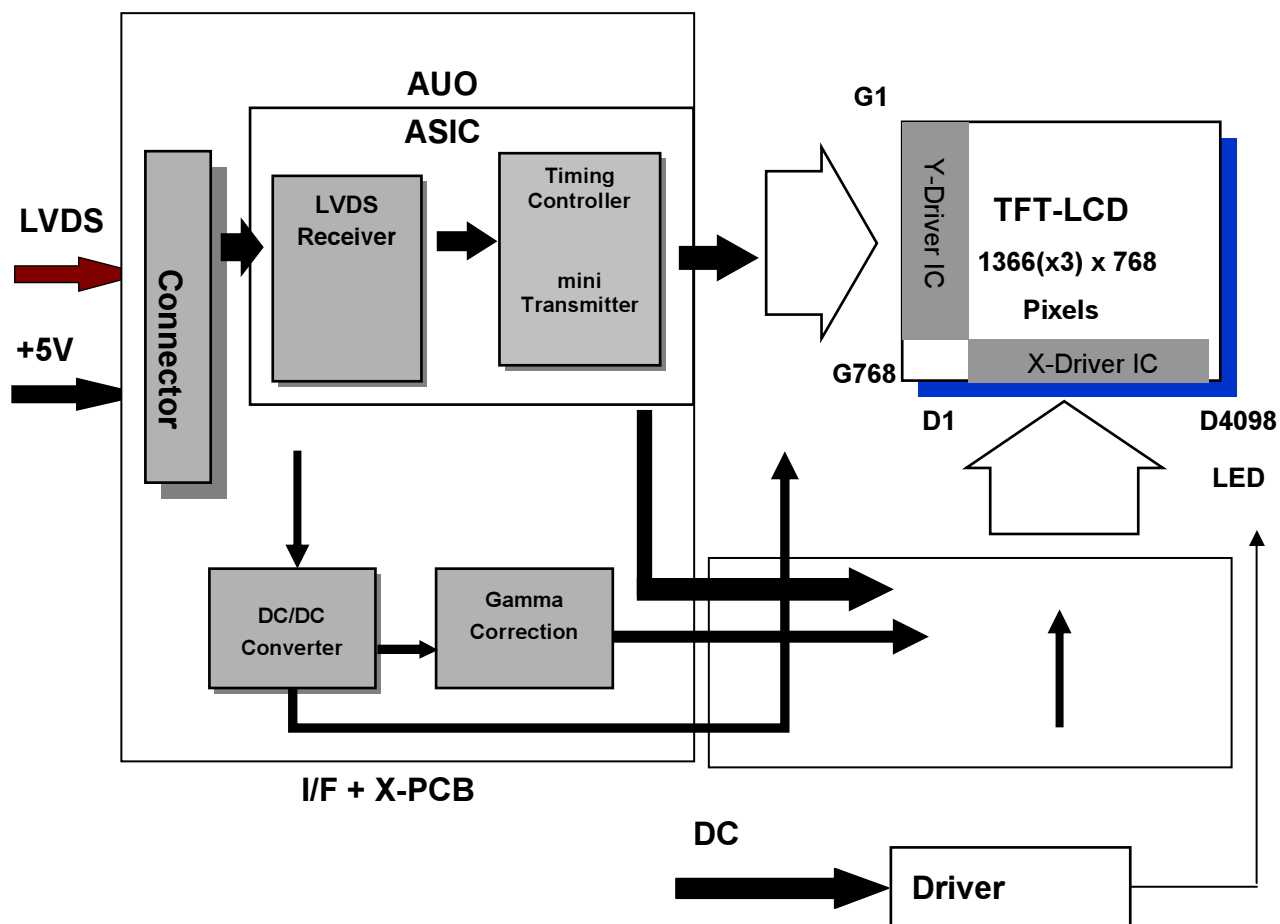 AUO
ASIC
LVDS
+5V
Connector
LVDS
Receiver
Timing
Controller
mini
Transmitter
G1
G768
Y-Driver IC
TFT-LCD
1366(x3) x 768
Pixels
X-Driver IC
D1
D4098
LED
DC/DC
Converter
Gamma
Correction
I/F + X-PCB
DC
Driver